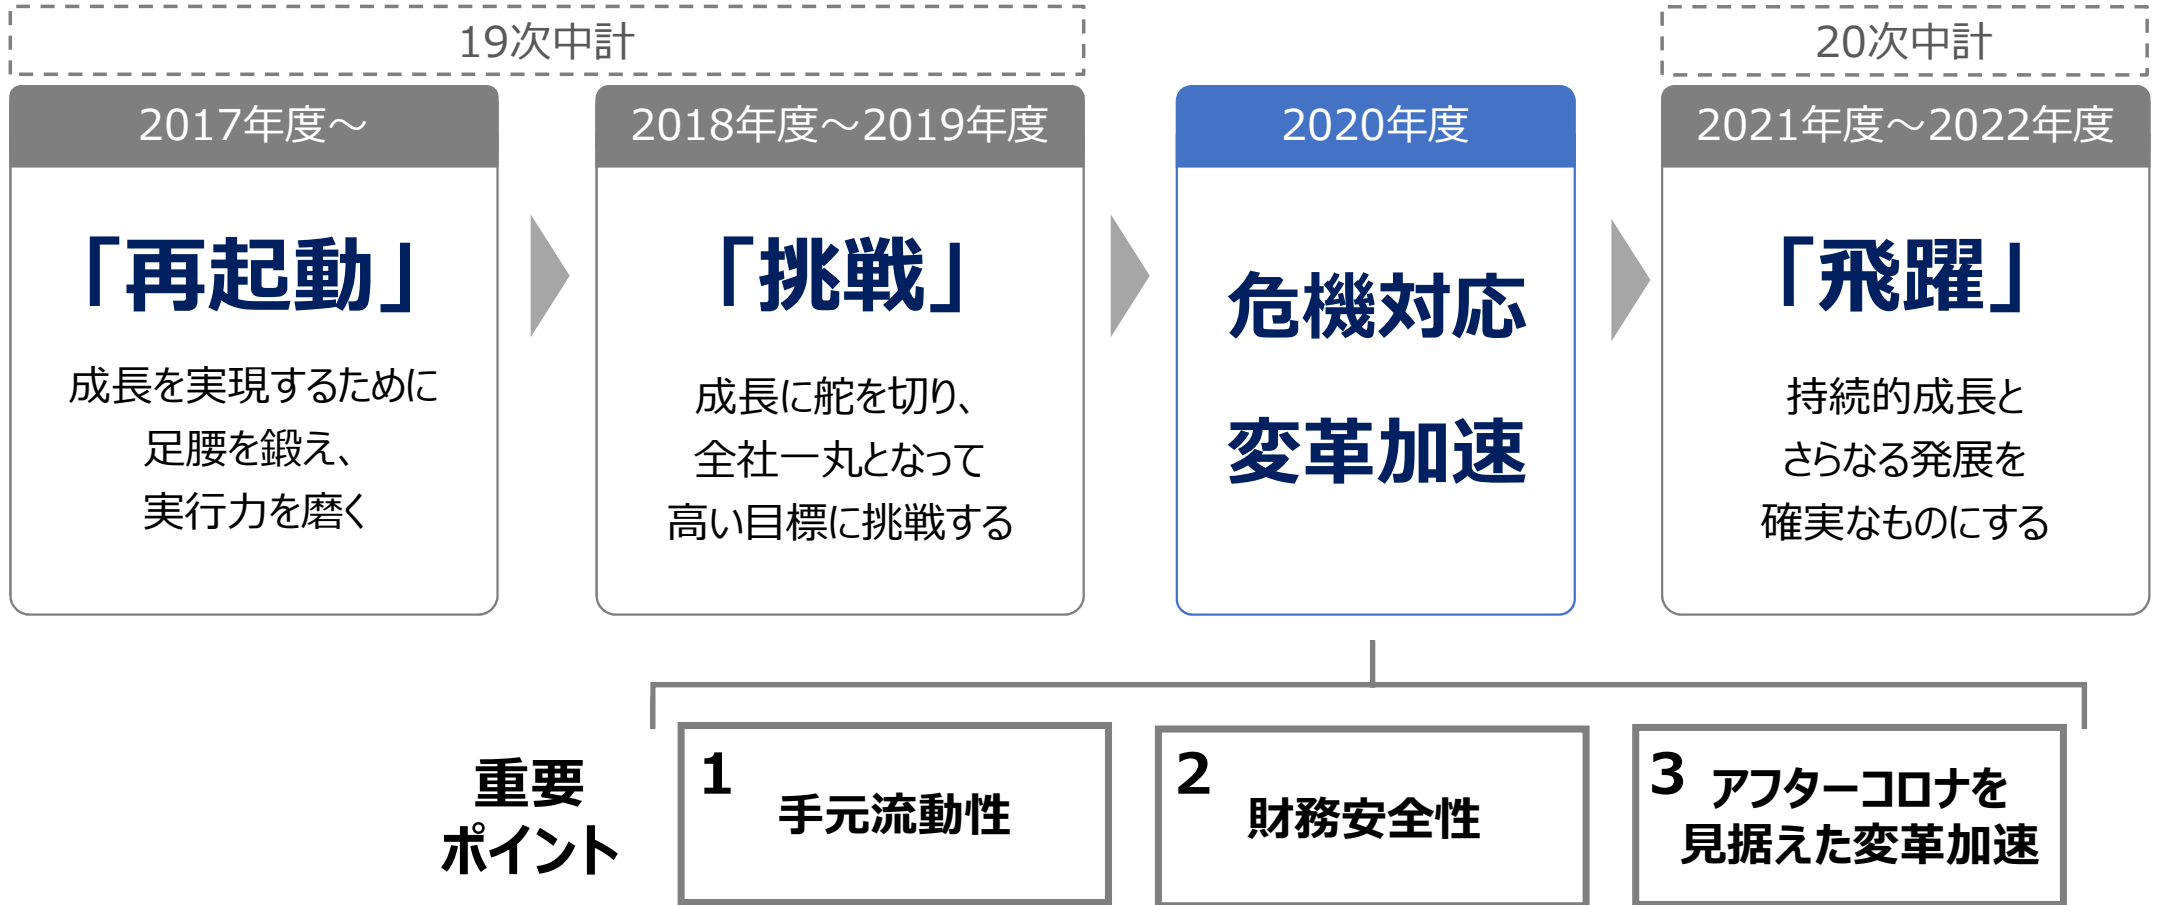 19次中計
20次中計
2017年度～
「再起動」
成長を実現するために
足腰を鍛え、
実行力を磨く
2018年度～2019年度
「挑戦」
成長に舵を切り、
全社一丸となって
高い目標に挑戦する
2020年度
危機対応
変革加速
2021年度～2022年度
「飛躍」
持続的成長と
さらなる発展を
確実なものにする
重要
ポイント
1
手元流動性
2
財務安全性
3 アフターコロナを
見据えた変革加速